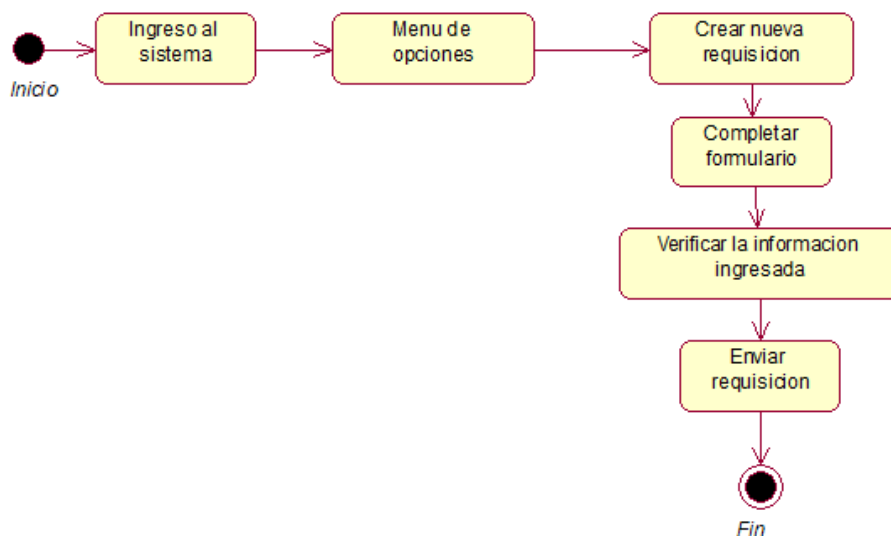 Ingreso al
sistema
Menu de
opciones
Crear nueva
requisicion
Inicio
Completar
formulario
Verificar la informacion
ingresada
Enviar
requisicion
Fin